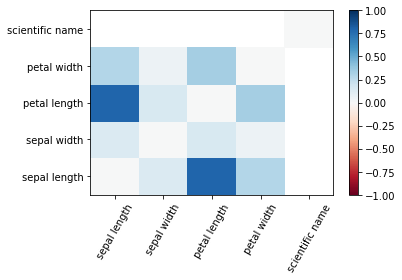 scientific name
petal width
petal length
sepal width
sepal length
sepal length
sepal width
petal length
petal width
scientific name
1.00
0.75
0.50
0.25
0.00
−0.25
−0.50
−0.75
−1.00